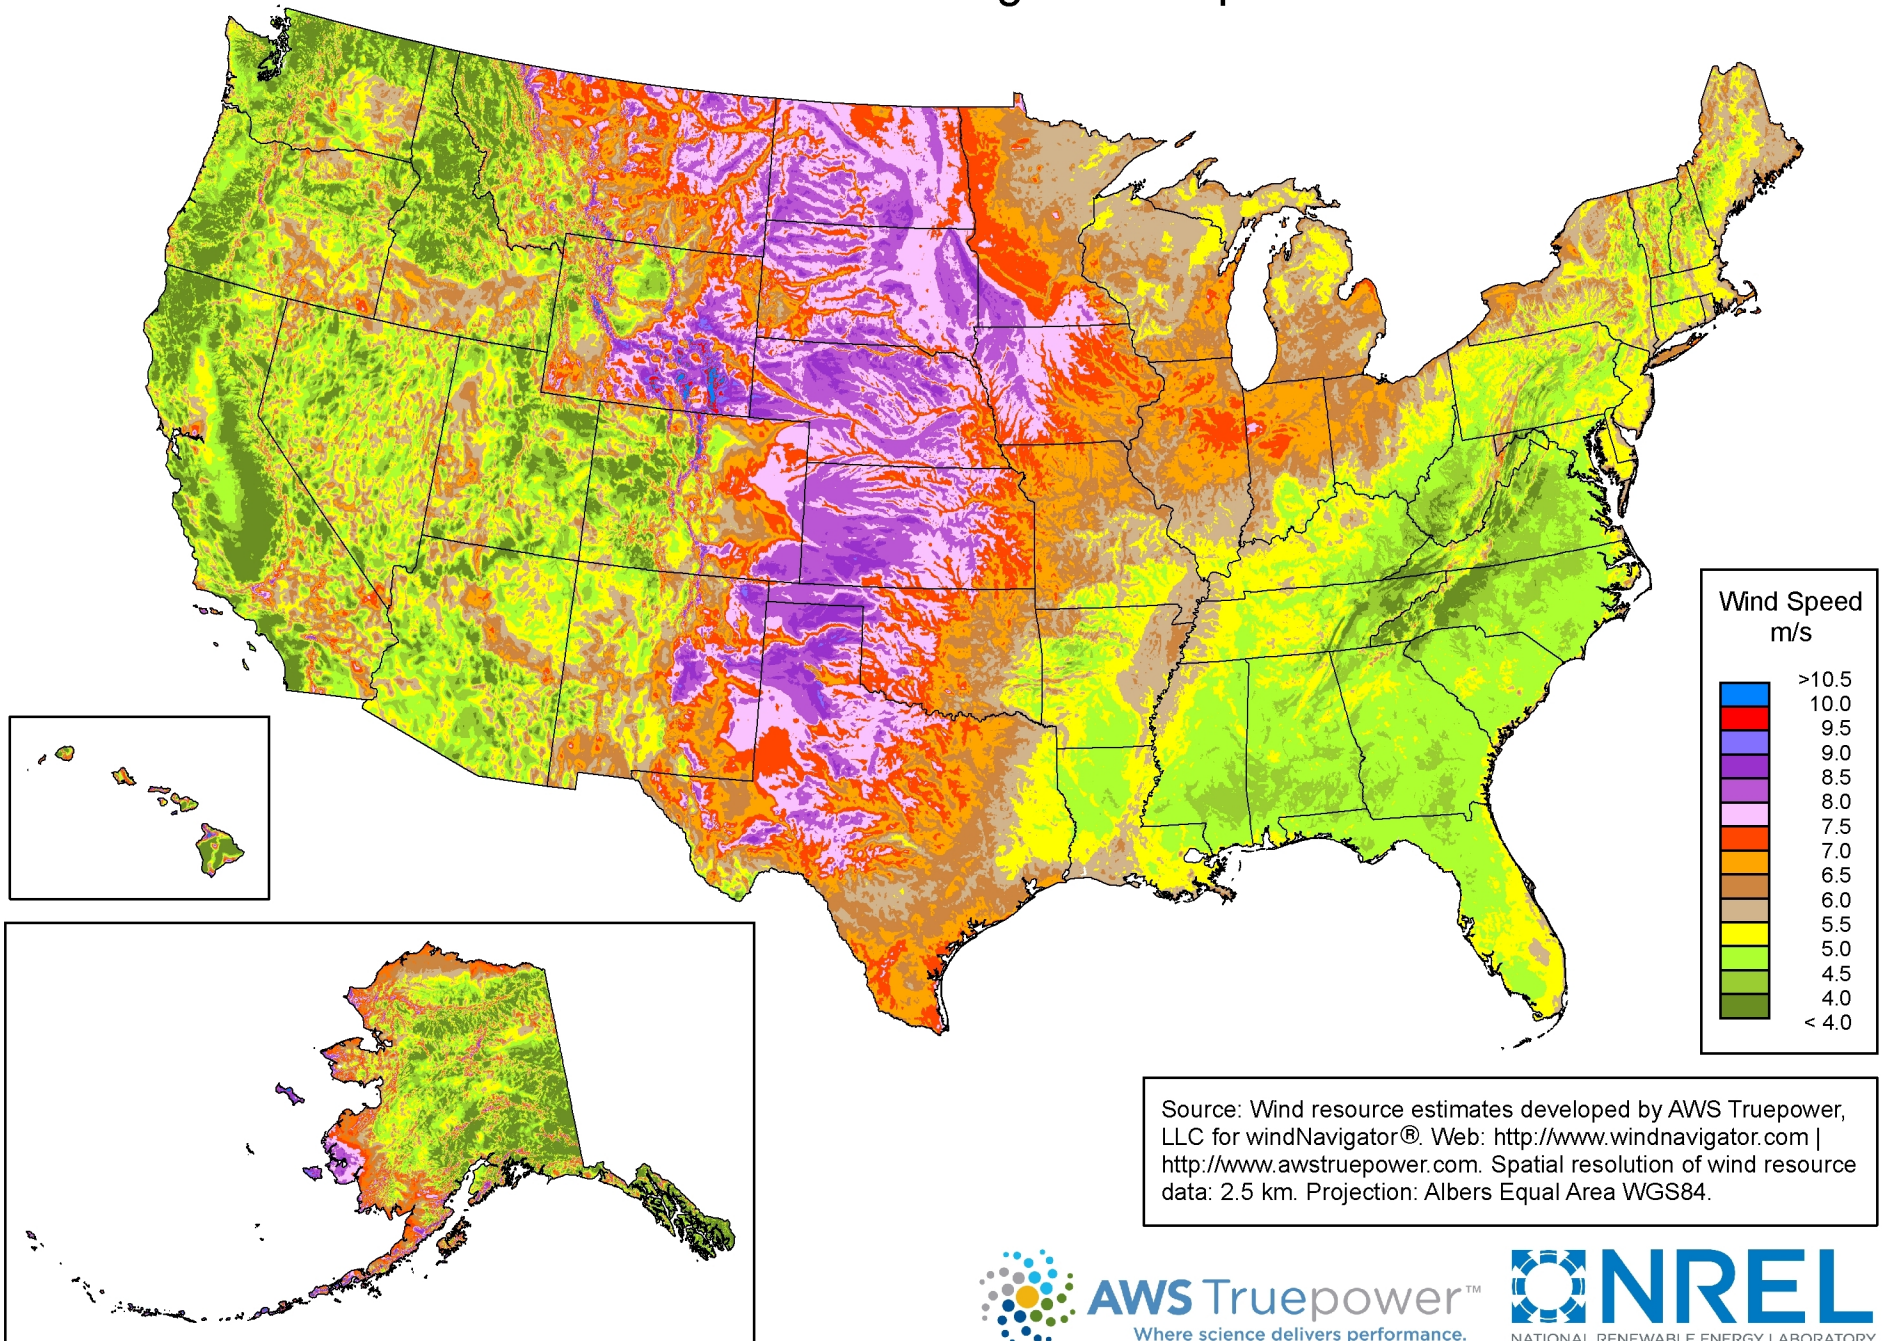 Wind Speed
m/s
>10.5
10.0
9.5
9.0
8.5
8.0
7.5
7.0
6.5
6.0
5.5
5.0
4.5
4.0
< 4.0
Source: Wind resource estimates developed by AWS Truepower,
LLC for windNavigator®. Web: http://www.windnavigator.com |
http://www.awstruepower.com. Spatial resolution of wind resource
data: 2.5 km. Projection: Albers Equal Area WGS84.
AWS Truepower™
Where science delivers performance.
NREL
NATIONAL RENEWABLE ENERGY LABORATORY